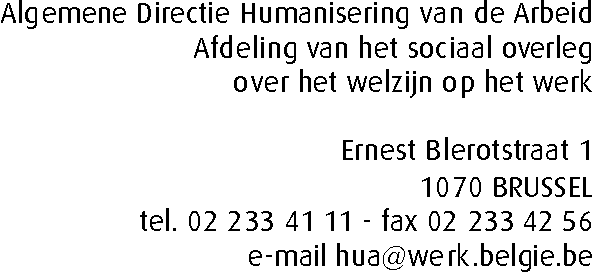 Algemene Directie Humanisering van de Arbeid
Afdeling van het sociaal overleg
over het welzijn op het werk
Ernest Blerotstraat 1
1070 BRUSSEL
tel. 02 233 41 11 - fax 02 233 42 56
e-mail hua@werk.belgie.be